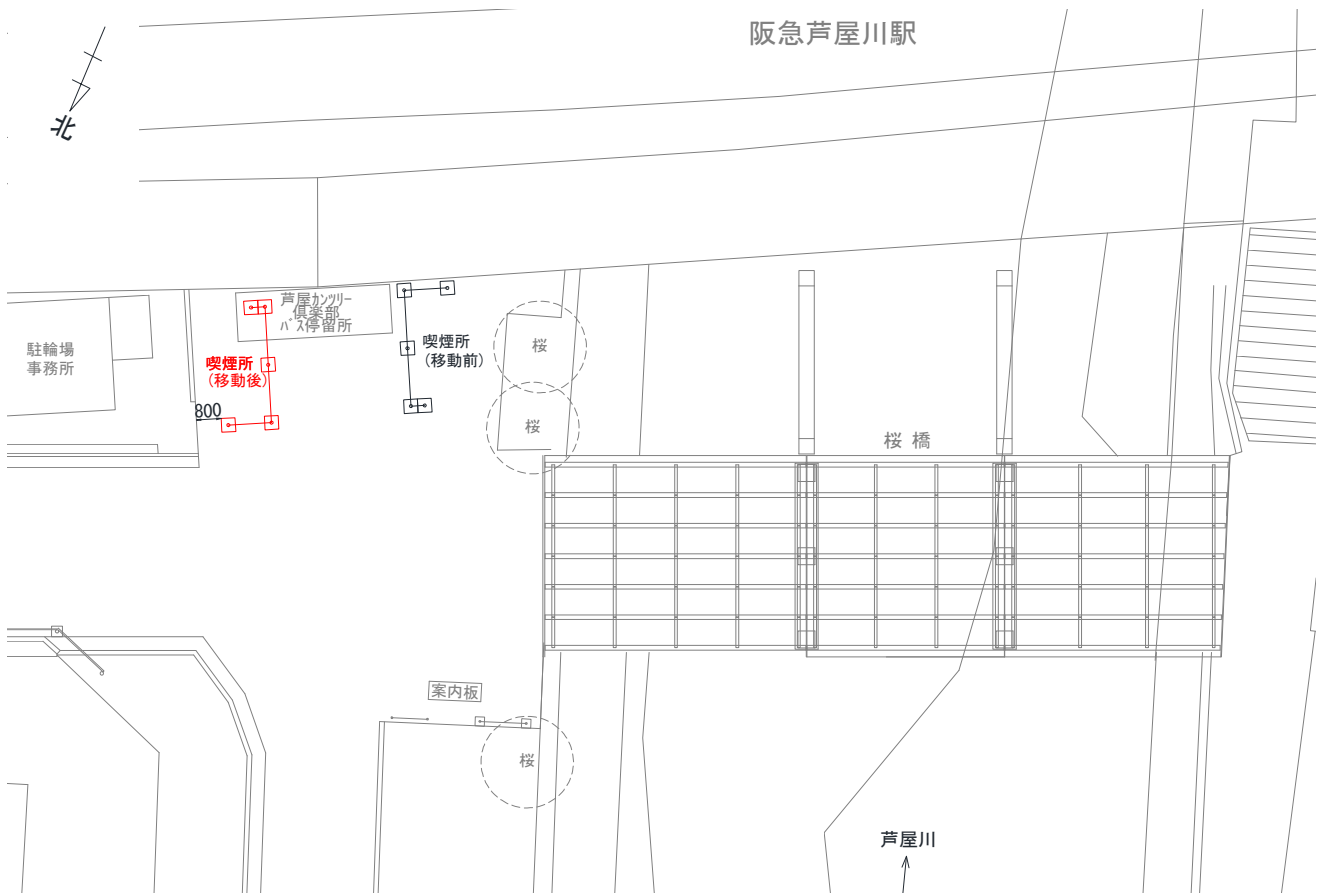 阪急芦屋川駅
北
芦屋カンツリー
倶楽部
バス停留所
喫煙所
（移動前）
桜
駐輪場
事務所
喫煙所
（移動後）
800
桜
桜 橋
案内板
桜
芦屋川